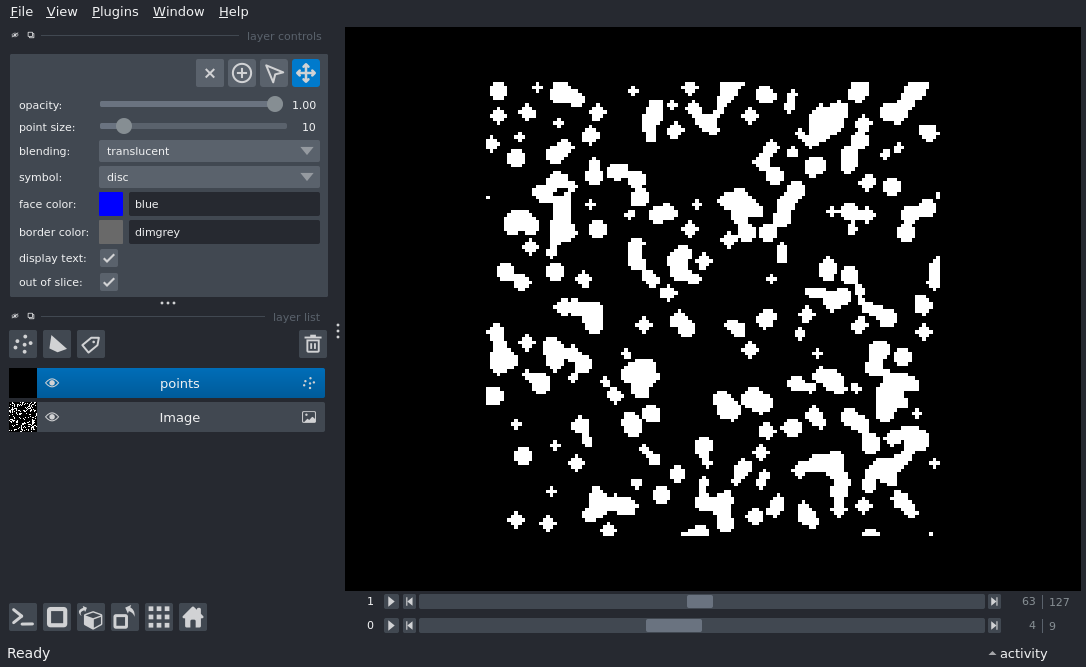 File View Plugins Window Help
layer controls
opacity: 1.00
point size: 10
blending: translucent
symbol: disc
face color: blue
border color: dimgrey
display text:
out of slice:
layer list
points
Image
1 63 127
0 4 9
Ready activity